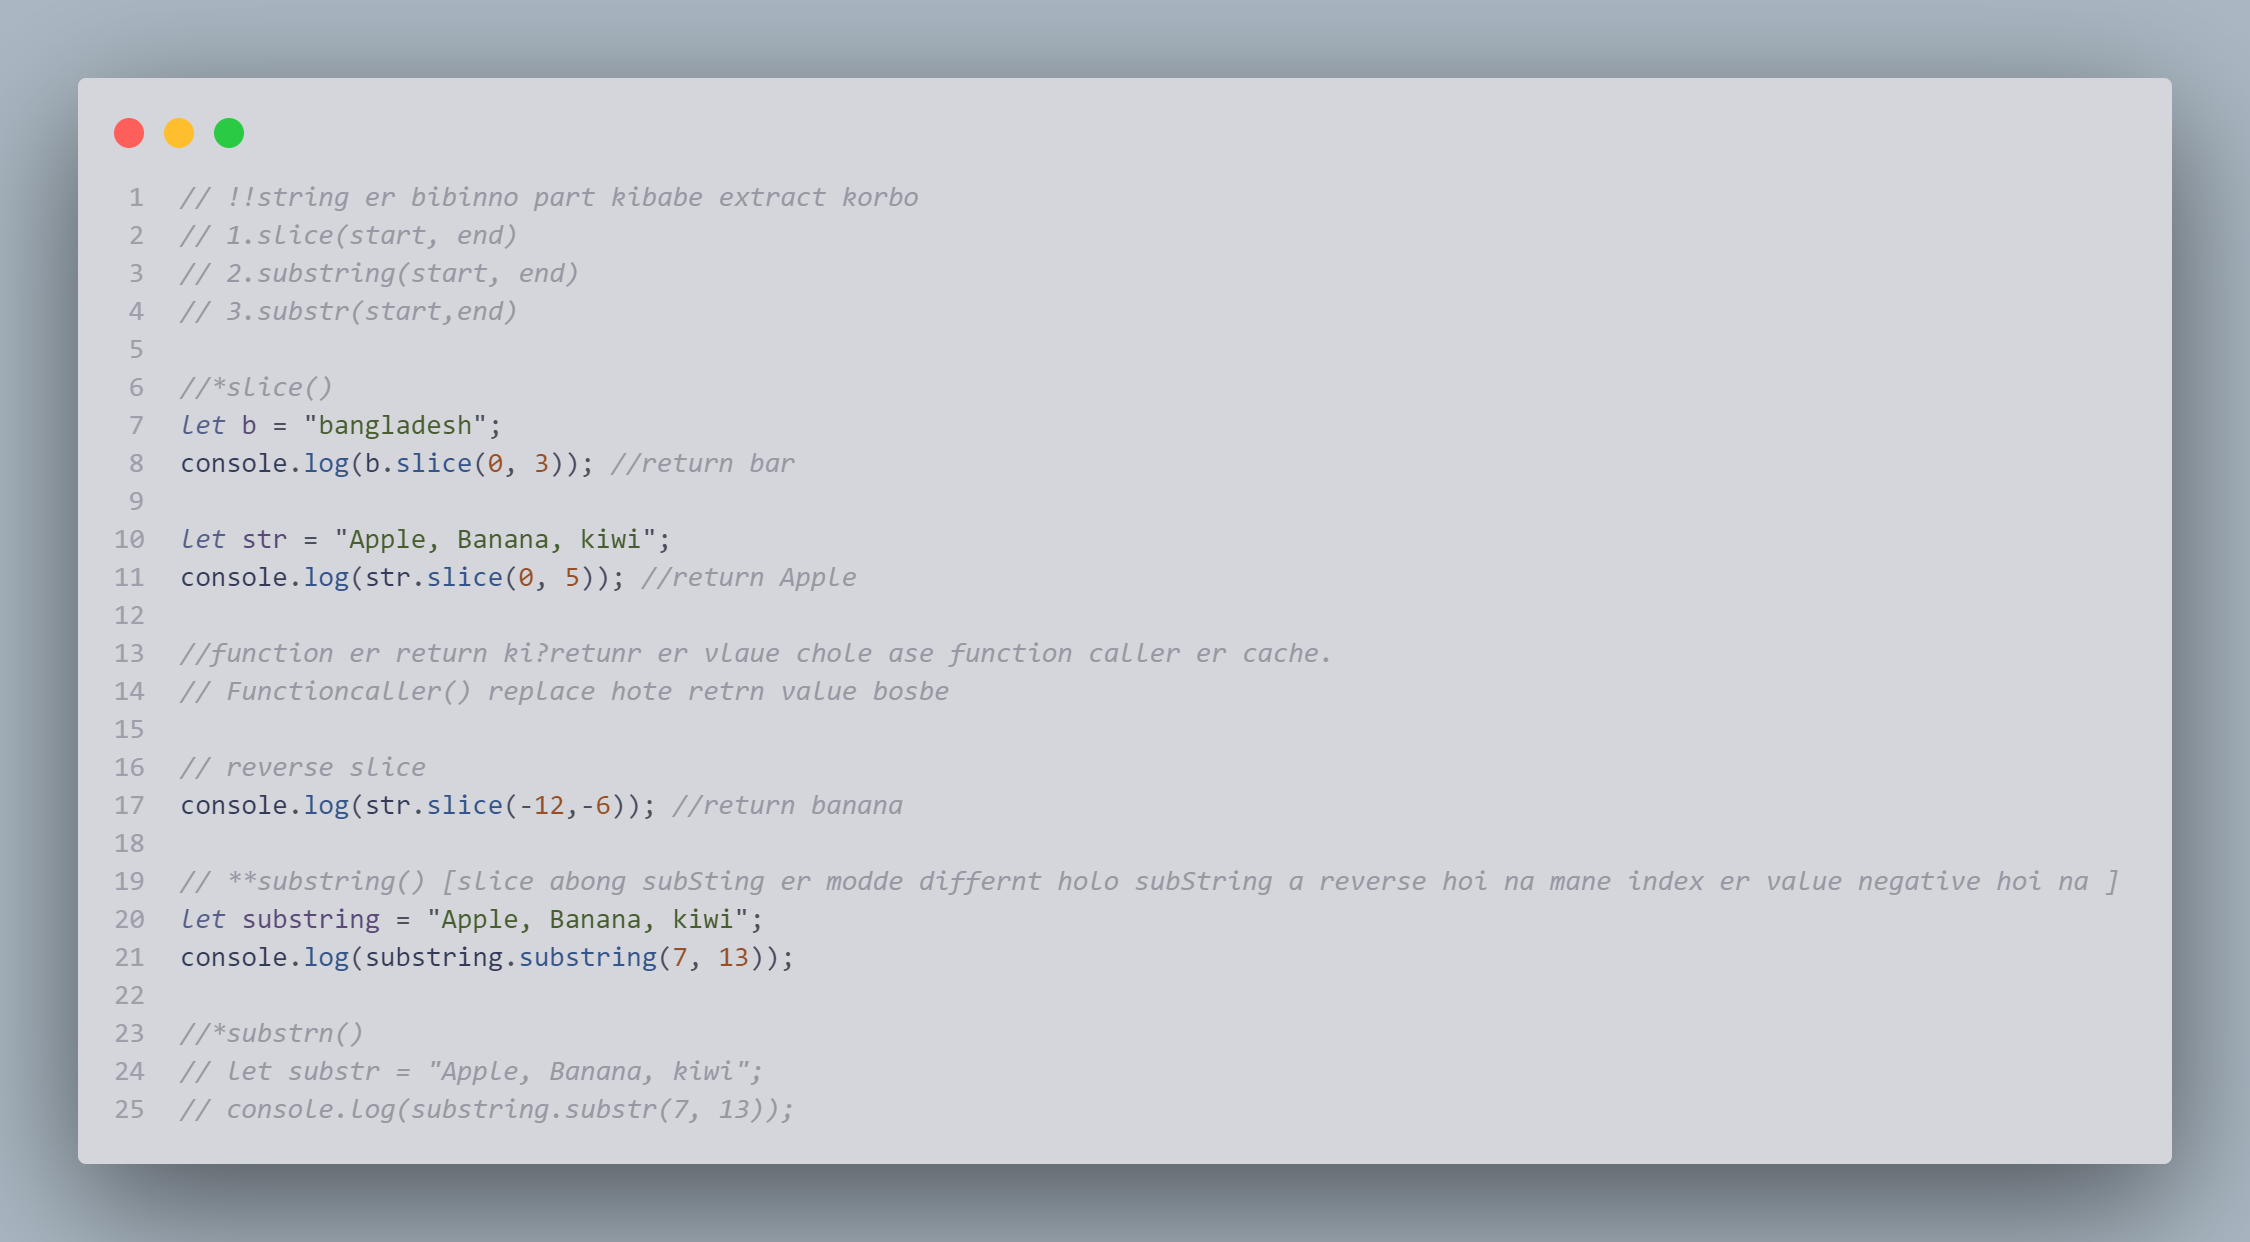 1 // !!string er bibinno part kibabe extract korbo
2 // 1.slice(start, end)
3 // 2.substring(start, end)
4 // 3.substr(start,end)
5
6 //*slice()
7 let b = "bangladesh";
8 console.log(b.slice(0, 3)); //return bar
9
10 let str = "Apple, Banana, kiwi";
11 console.log(str.slice(0, 5)); //return Apple
12
13 //function er return ki?retunr er vlaue chole ase function caller er cache.
14 // Functioncaller() replace hote retrn value bosbe
15
16 // reverse slice
17 console.log(str.slice(-12,-6)); //return banana
18
19 // **substring() [slice abong subSting er modde differnt holo subString a reverse hoi na mane index er value negative hoi na ]
20 let substring = "Apple, Banana, kiwi";
21 console.log(substring.substring(7, 13));
22
23 //*substrn()
24 // let substr = "Apple, Banana, kiwi";
25 // console.log(substring.substr(7, 13));